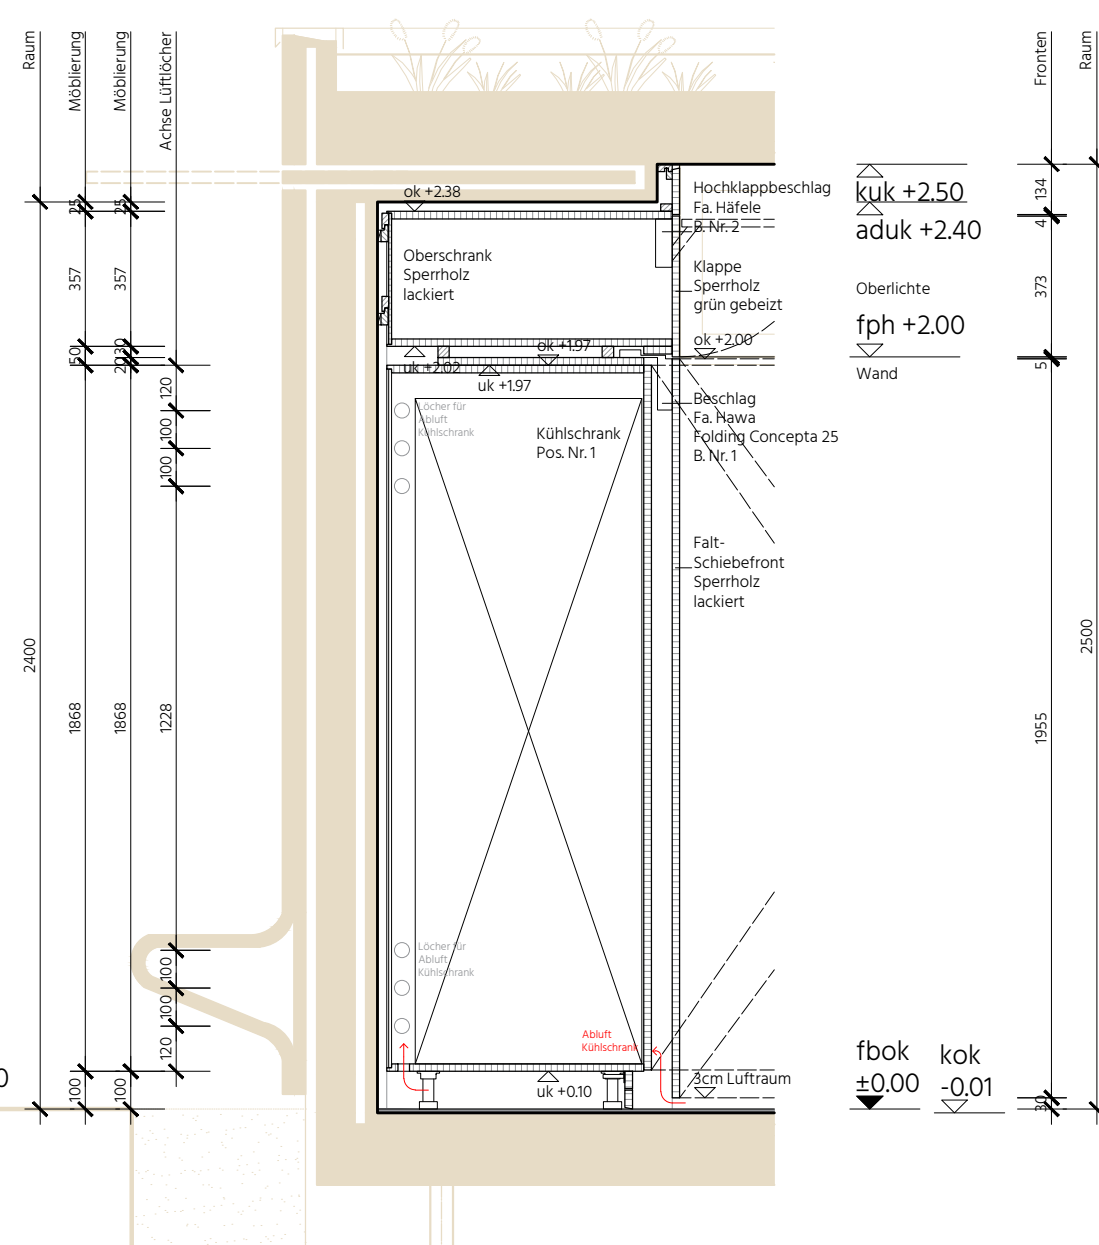 Raum
Möblierung
Möblierung
Achse Lüftlöcher
Fronten
Raum
25
25
357
357
50
30
20
120
100
100
2400
1868
1868
1228
100
100
120
100
100
0
ok +2.38
Oberschrank
Sperrholz
lackiert
uk +2.02
ok +1.97
uk +1.97
Löcher für
Abluft
Kühlschrank
Kühlschrank
Pos. Nr. 1
Löcher für
Abluft
Kühlschrank
Abluft
Kühlschrank
uk +0.10
Hochklappbeschlag
Fa. Häfele
B. Nr. 2
Klappe
Sperrholz
grün gebeizt
ok +2.00
Beschlag
Fa. Hawa
Folding Concepta 25
B. Nr. 1
Falt-
Schiebefront
Sperrholz
lackiert
3cm Luftraum
kuk +2.50
aduk +2.40
Oberlichte
fph +2.00
Wand
fbok
±0.00
kok
-0.01
134
4
373
5
1955
30
2500